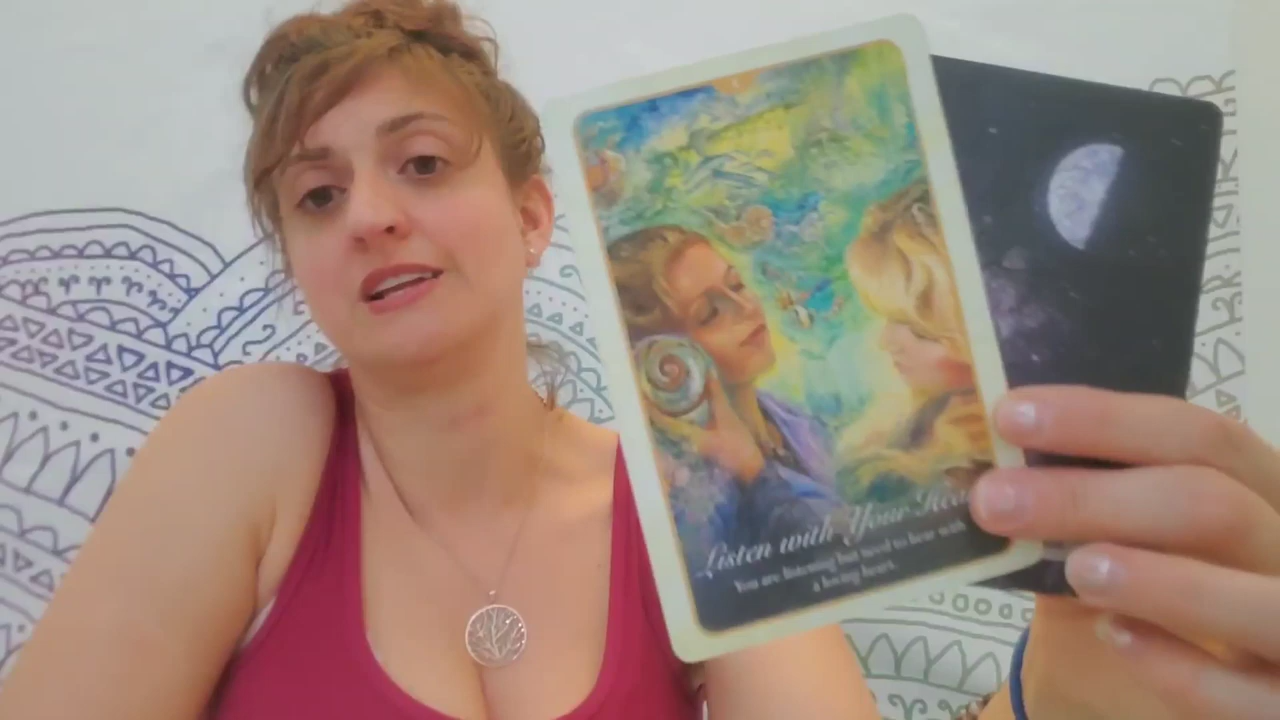 Listen with Your
You are listening but need to hear with
a loving heart.